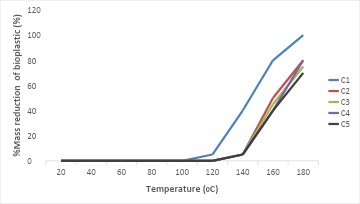 %Mass reduction of bioplastic (%)
120
100
80
60
40
20
0
20 40 60 80 100 120 140 160 180
Temperature (oC)
C1
C2
C3
C4
C5